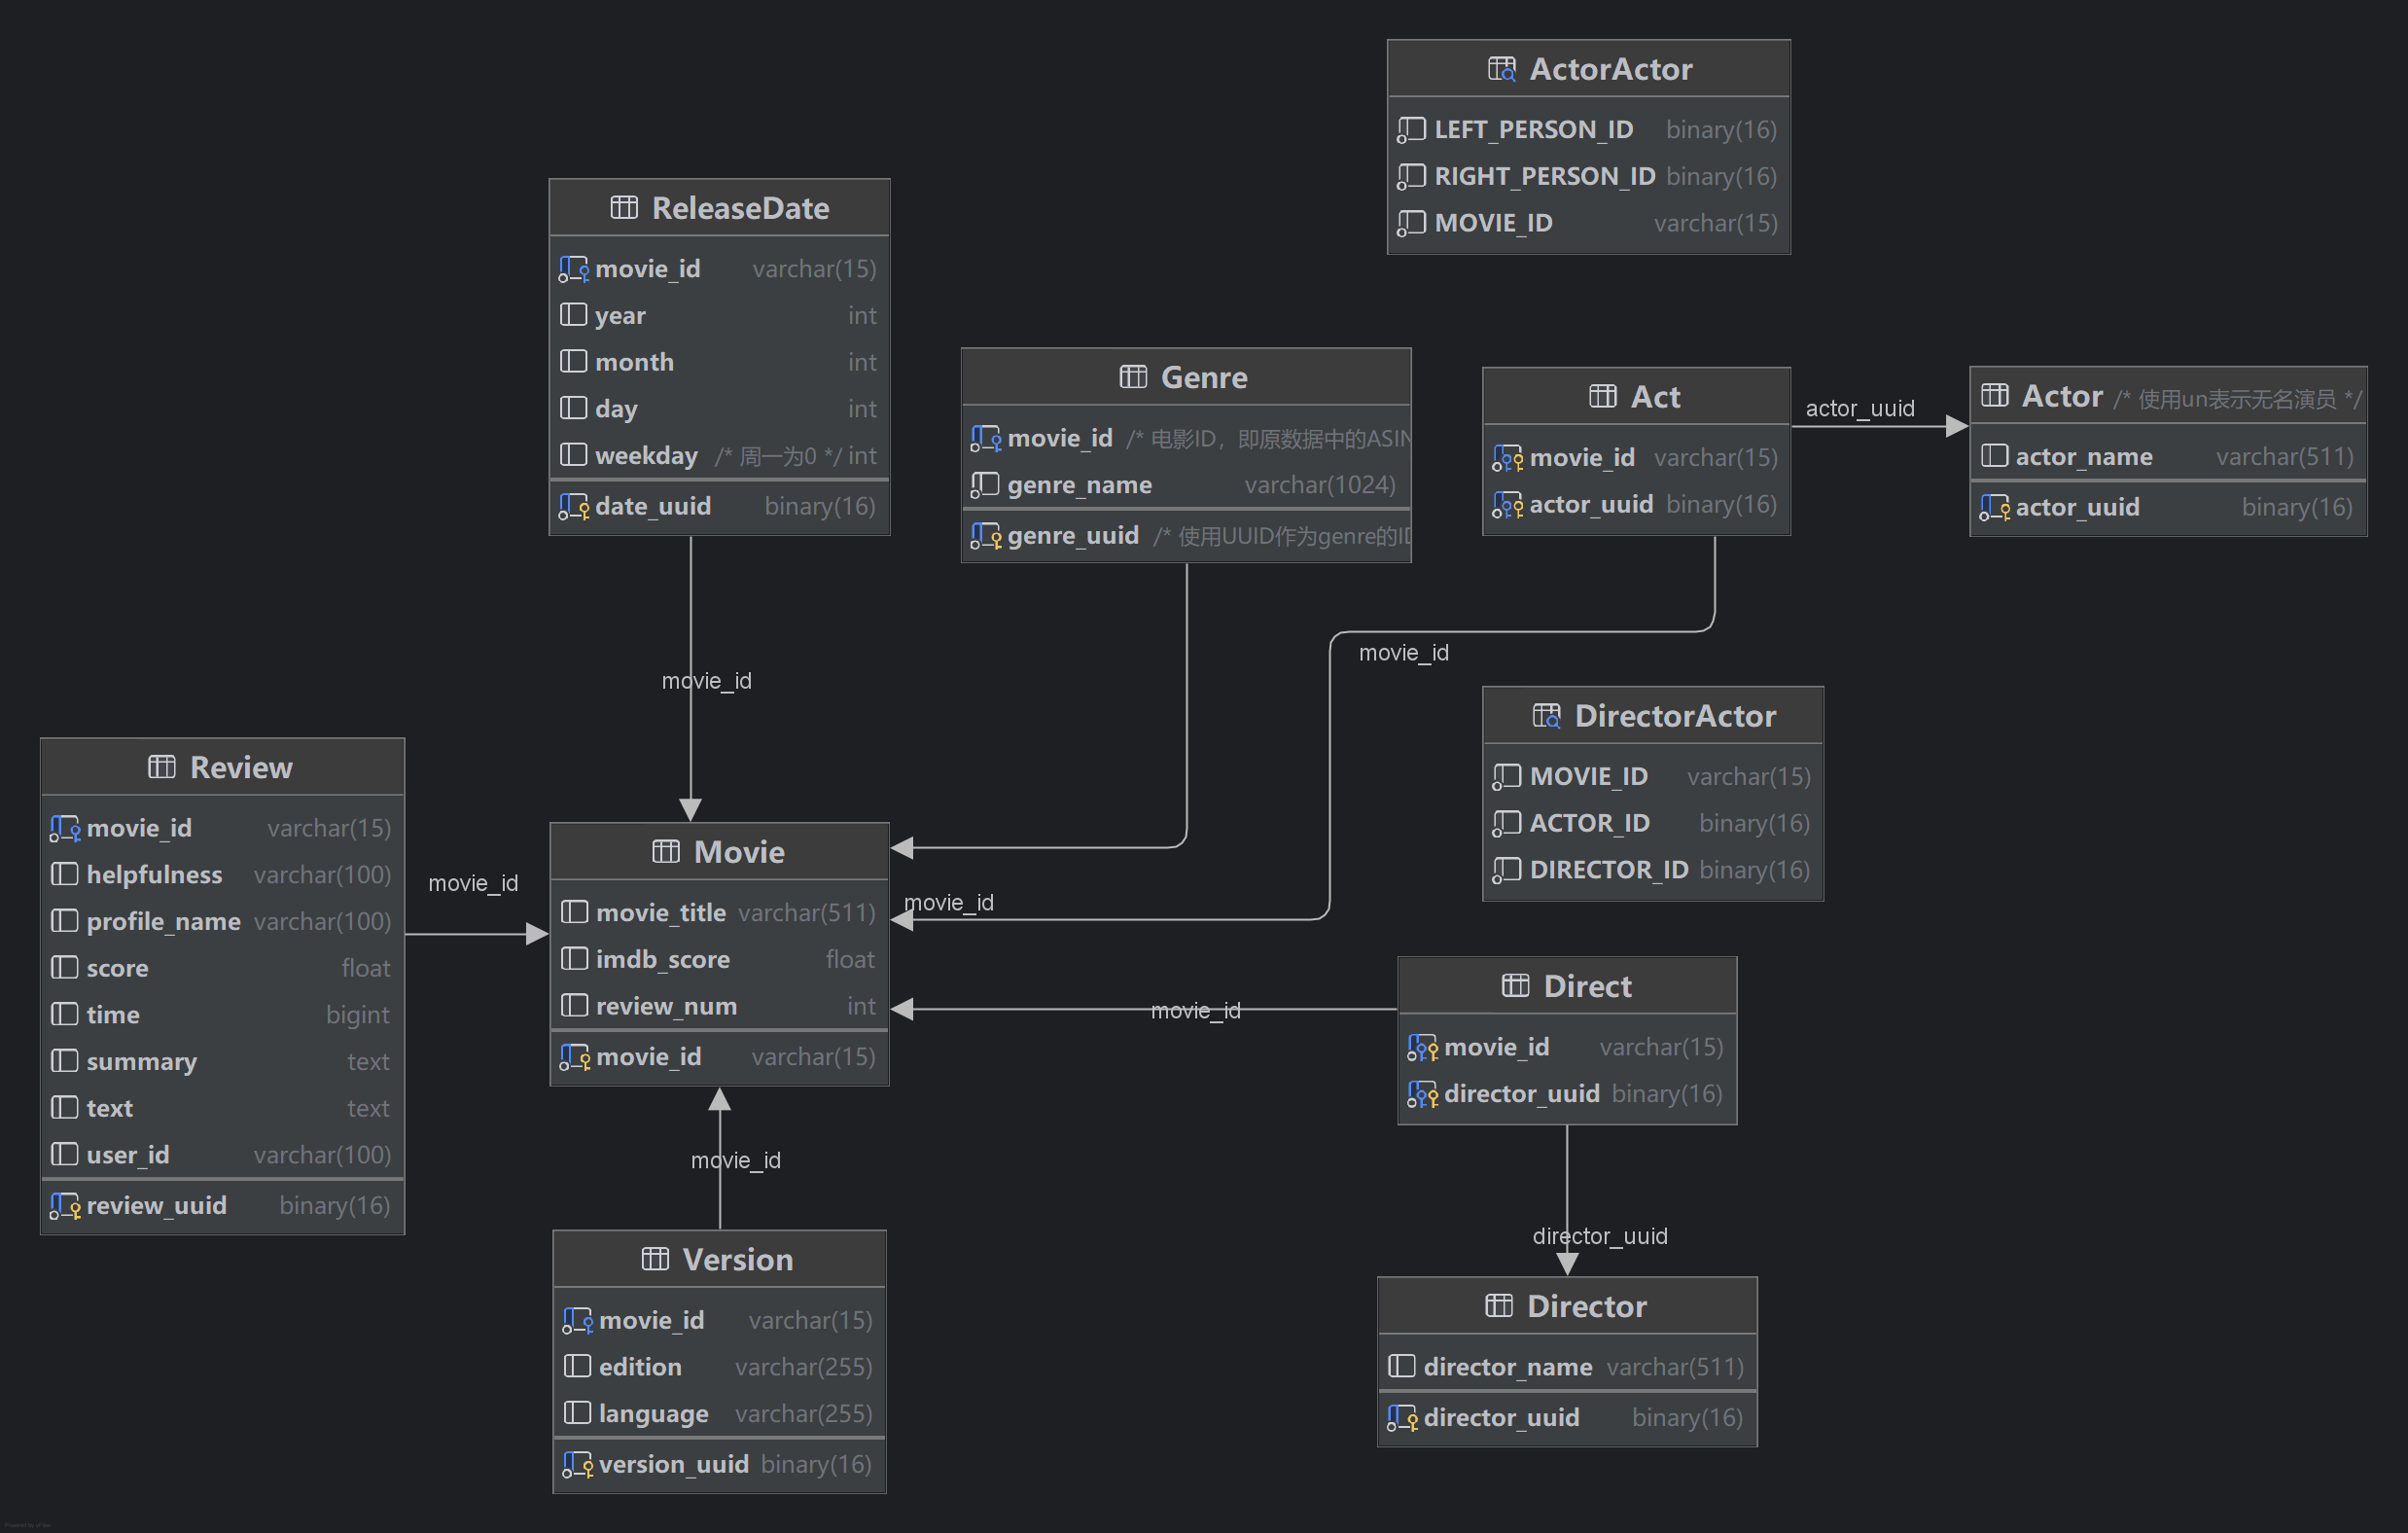 ActorActor
LEFT_PERSON_ID binary(16)
RIGHT_PERSON_ID binary(16)
MOVIE_ID varchar(15)
ReleaseDate
movie_id varchar(15)
year int
month int
day int
weekday /* 周一为0 */ int
date_uuid binary(16)
Genre
movie_id /* 电影ID，即原数据中的ASIN
genre_name varchar(1024)
genre_uuid /* 使用UUID作为genre的ID
Act
movie_id varchar(15)
actor_uuid binary(16)
actor_uuid
Actor /* 使用un表示无名演员 */
actor_name varchar(511)
actor_uuid binary(16)
movie_id
movie_id
DirectorActor
MOVIE_ID varchar(15)
ACTOR_ID binary(16)
DIRECTOR_ID binary(16)
Review
movie_id varchar(15)
helpfulness varchar(100)
profile_name varchar(100)
score float
time bigint
summary text
text text
user_id varchar(100)
review_uuid binary(16)
movie_id
Movie
movie_title varchar(511)
imdb_score float
review_num int
movie_id varchar(15)
movie_id
movie_id
Direct
movie_id varchar(15)
director_uuid binary(16)
movie_id
director_uuid
Version
movie_id varchar(15)
edition varchar(255)
language varchar(255)
version_uuid binary(16)
Director
director_name varchar(511)
director_uuid binary(16)